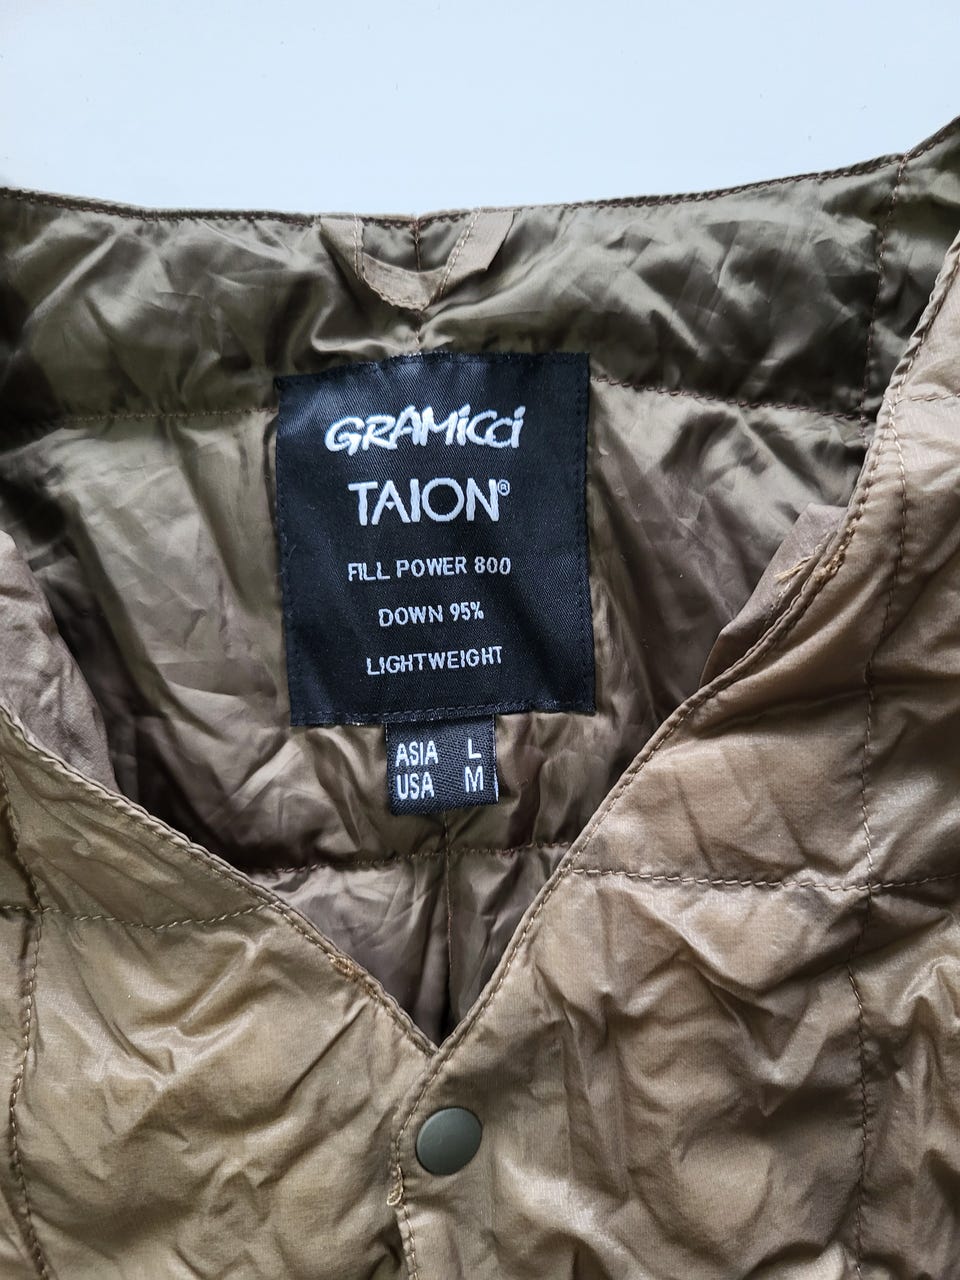 GRAMiCCi
TAION®
FILL POWER 800
DOWN 95%
LIGHTWEIGHT
ASIA L
USA M